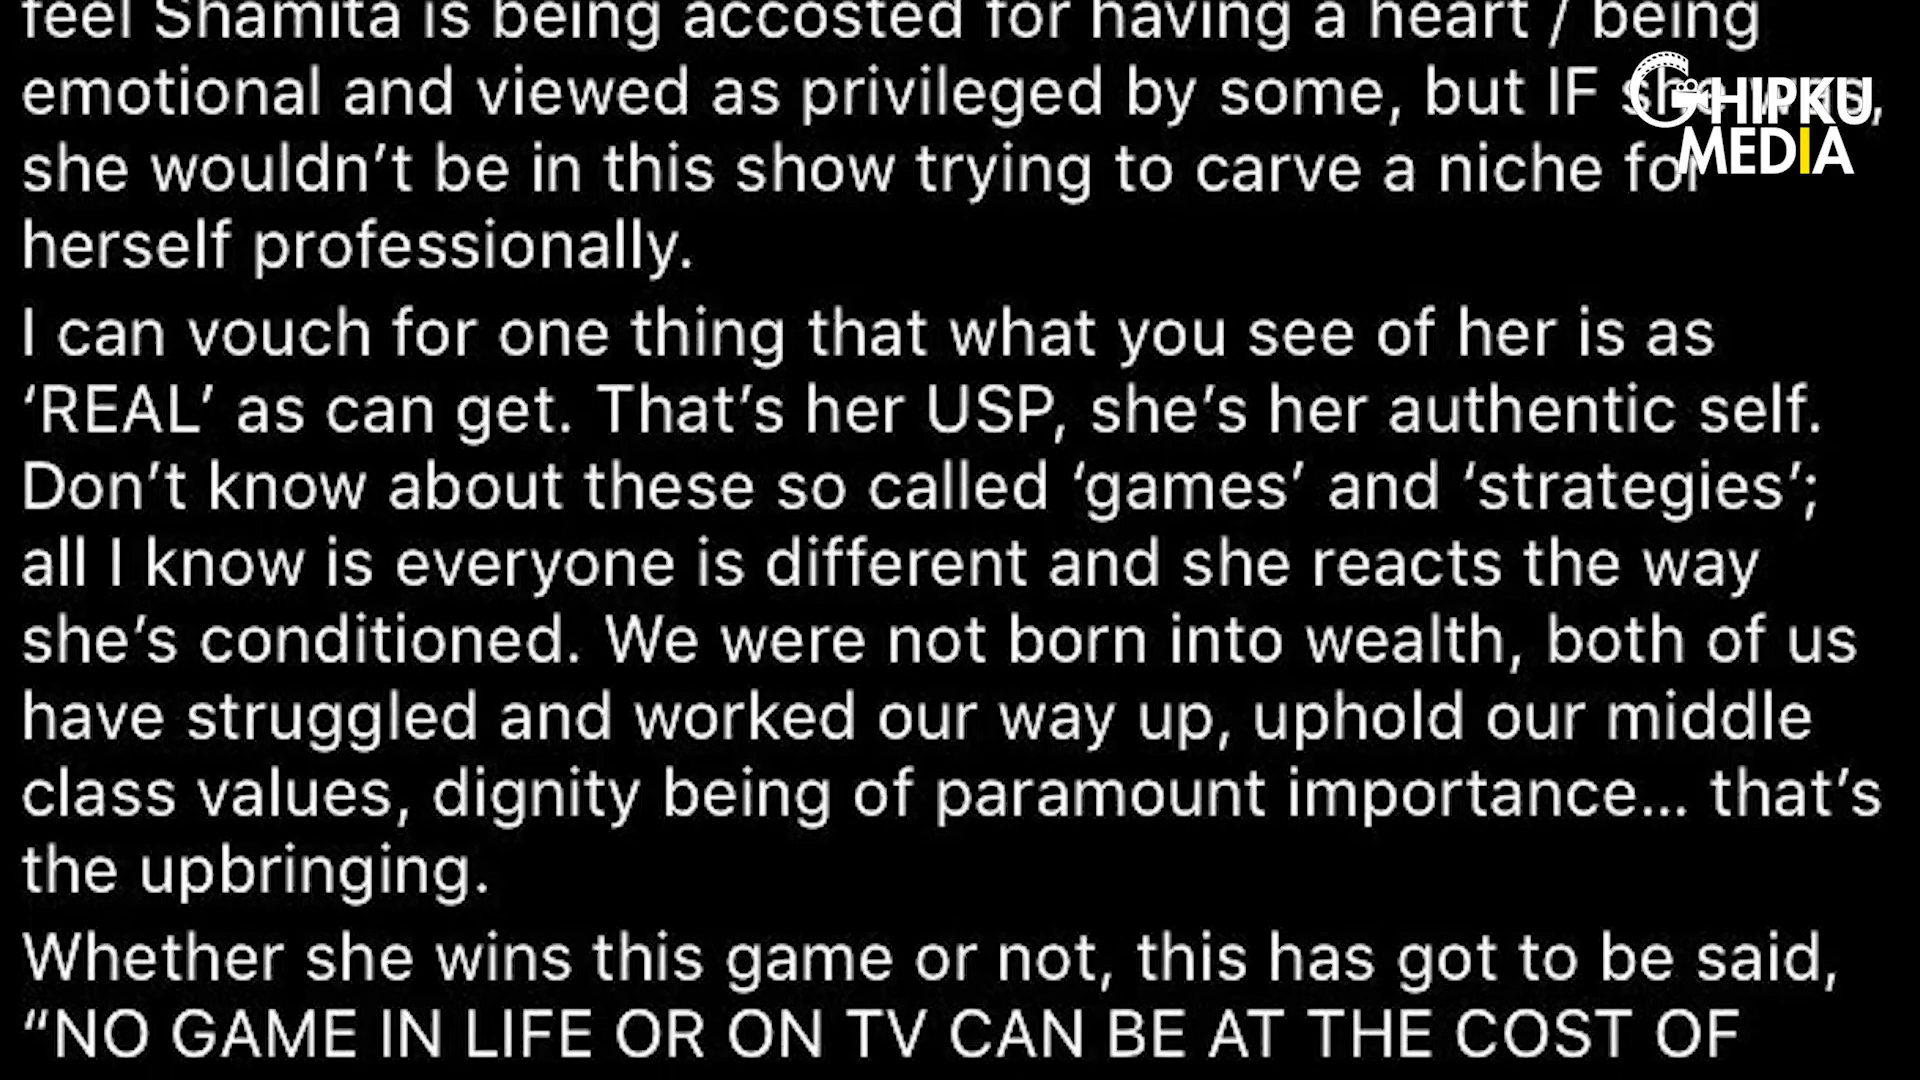 feel Shamita is being accosted for having a heart / being
emotional and viewed as privileged by some, but IF she was,
she wouldn’t be in this show trying to carve a niche for
herself professionally.
I can vouch for one thing that what you see of her is as
‘REAL’ as can get. That’s her USP, she’s her authentic self.
Don’t know about these so called ‘games’ and ‘strategies’;
all I know is everyone is different and she reacts the way
she’s conditioned. We were not born into wealth, both of us
have struggled and worked our way up, uphold our middle
class values, dignity being of paramount importance... that’s
the upbringing.
Whether she wins this game or not, this has got to be said,
“NO GAME IN LIFE OR ON TV CAN BE AT THE COST OF
GHIPKU
MEDIA